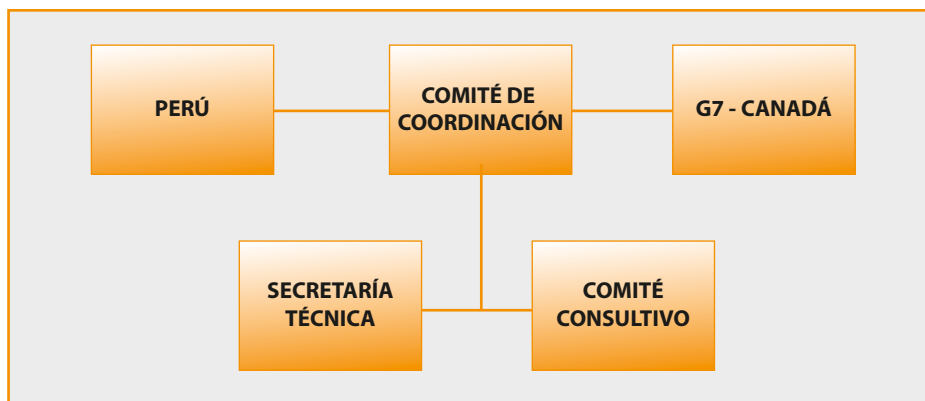 PERÚ
COMITÉ DE
COORDINACIÓN
G7 - CANADÁ
SECRETARÍA
TÉCNICA
COMITÉ
CONSULTIVO